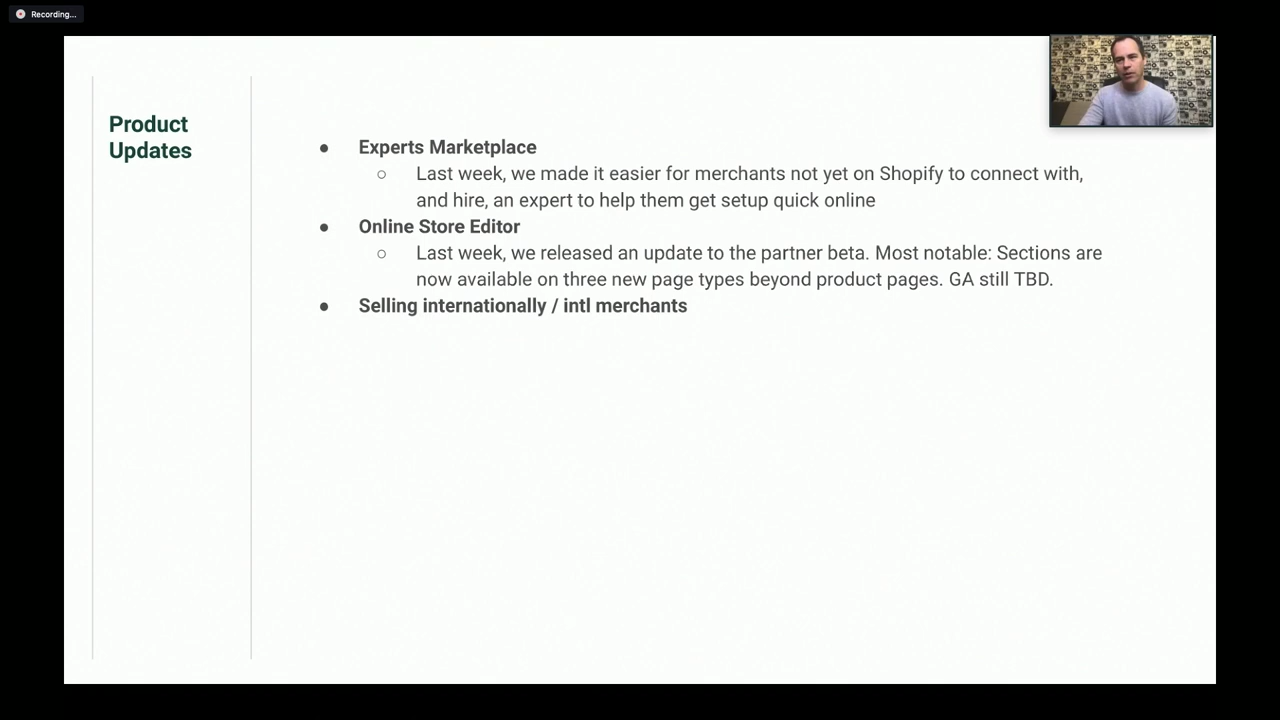 Recording...
Product
Updates
● Experts Marketplace
○ Last week, we made it easier for merchants not yet on Shopify to connect with,
and hire, an expert to help them get setup quick online
● Online Store Editor
○ Last week, we released an update to the partner beta. Most notable: Sections are
now available on three new page types beyond product pages. GA still TBD.
● Selling internationally / intl merchants